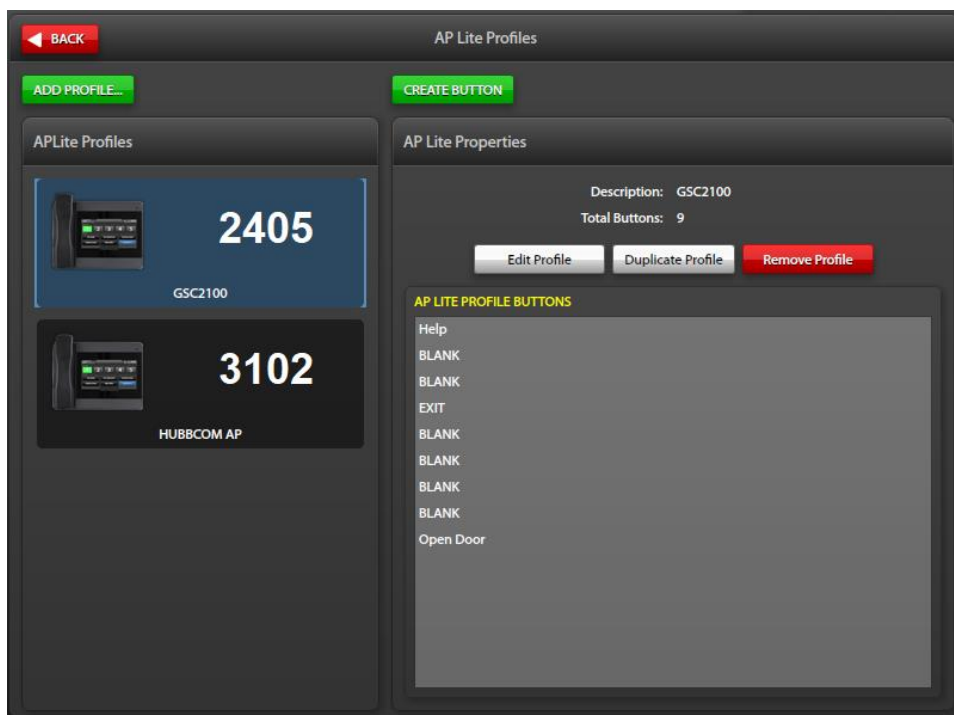 BACK
AP Lite Profiles
ADD PROFILE...
CREATE BUTTON
APLite Profiles
2405
GSC2100
3102
HUBBCOM AP
AP Lite Properties
Description: GSC2100
Total Buttons: 9
Edit Profile
Duplicate Profile
Remove Profile
AP LITE PROFILE BUTTONS
Help
BLANK
BLANK
EXIT
BLANK
BLANK
BLANK
BLANK
Open Door